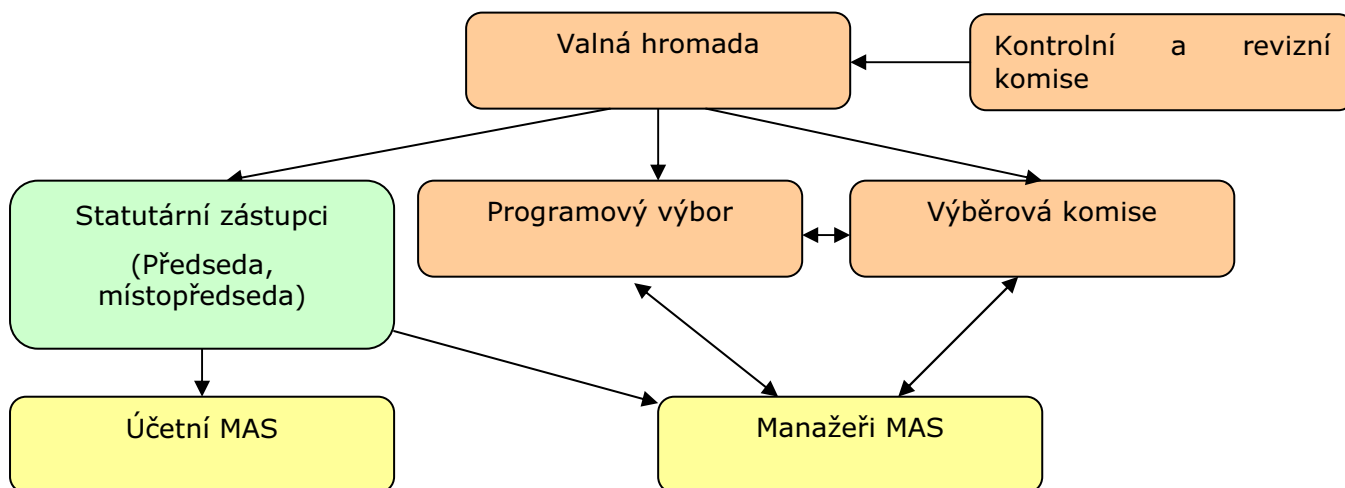 Valná hromada
Kontrolní a revizní
komise
Statutární zástupci
(Předseda,
místopředseda)
Programový výbor
Výběrová komise
Účetní MAS
Manažeři MAS